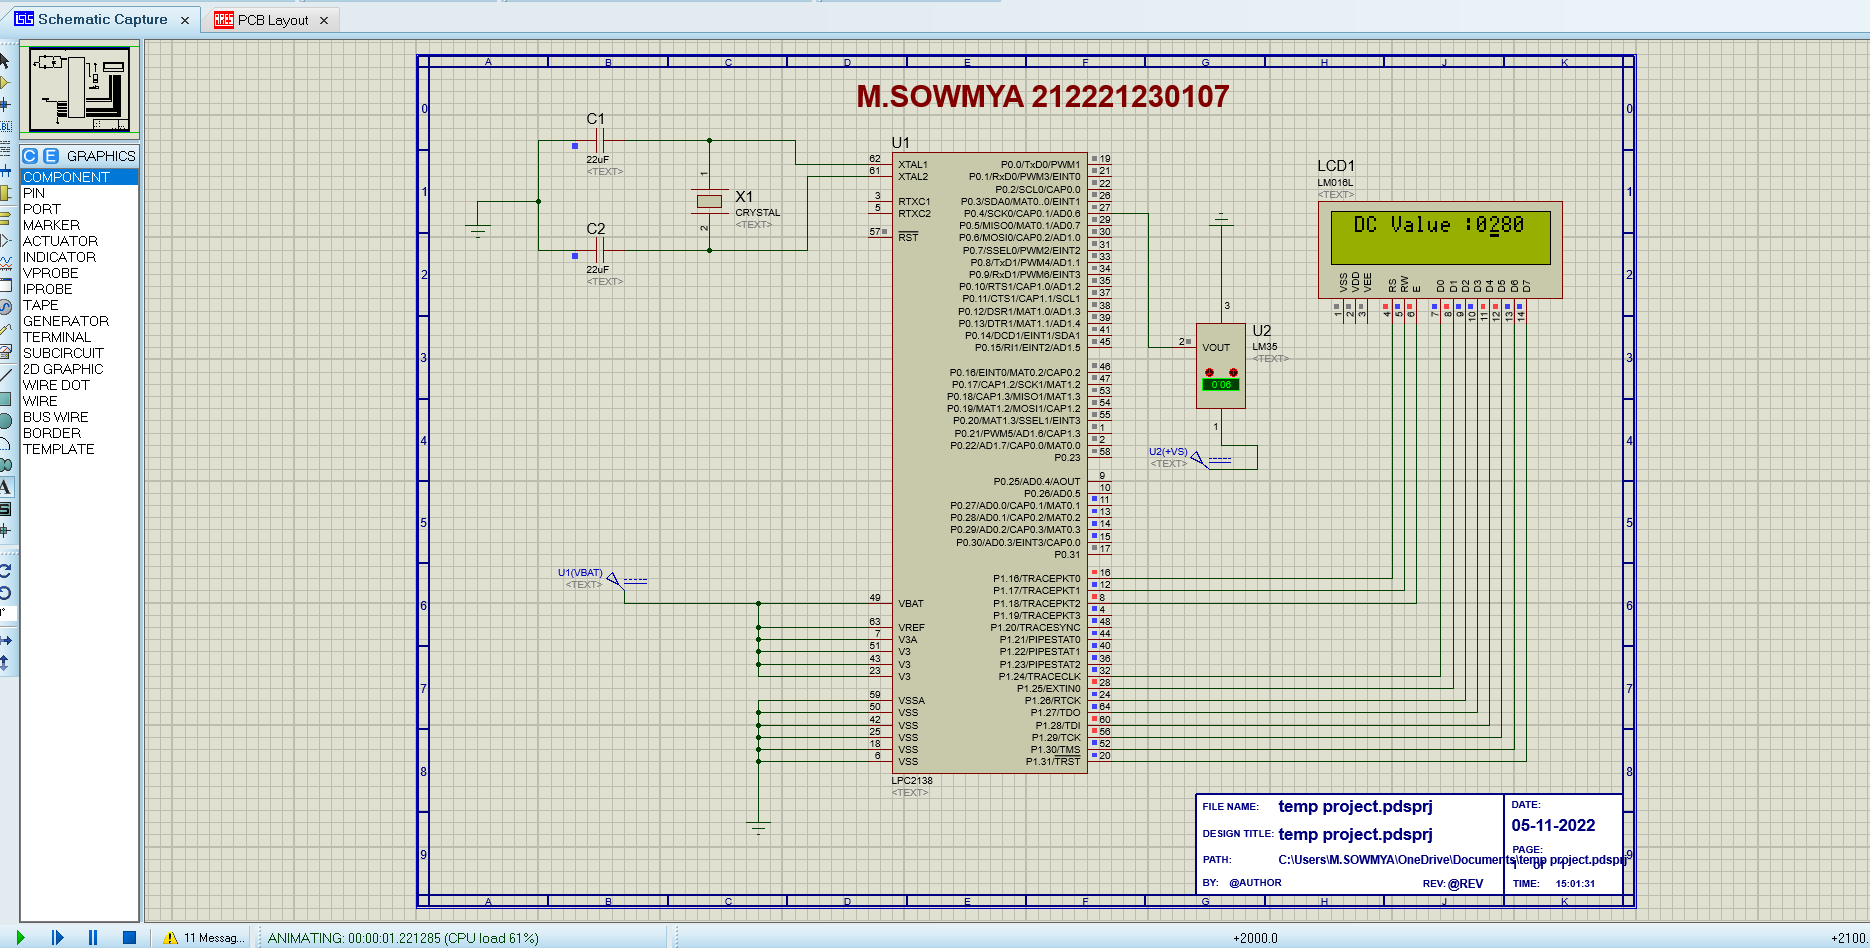 Schematic Capture
PCB Layout
GRAPHICS
COMPONENT
PIN
PORT
MARKER
ACTUATOR
INDICATOR
VPROBE
IPROBE
TAPE
GENERATOR
TERMINAL
SUBCIRCUIT
2D GRAPHIC
WIRE DOT
WIRE
BUS WIRE
BORDER
TEMPLATE
A B C D E F G H J K
M.SOWMYA 212221230107
C1
22uF
<TEXT>
C2
22uF
<TEXT>
X1
CRYSTAL
<TEXT>
1
2
U1
62 XTAL1
61 XTAL2
3 RTXC1
5 RTXC2
57 RST
49 VBAT
63 VREF
7 V3A
51 V3
43 V3
23 V3
59 VSSA
50 VSS
42 VSS
25 VSS
18 VSS
6 VSS
P0.0/TxD0/PWM1 19
P0.1/RxD0/PWM3/EINT0 21
P0.2/SCL0/CAP0.0 22
P0.3/SDA0/MAT0..0/EINT1 26
P0.4/SCK0/CAP0.1/AD0.6 27
P0.5/MISO0/MAT0.1/AD0.7 29
P0.6/MOSI0/CAP0.2/AD1.0 30
P0.7/SSEL0/PWM2/EINT2 31
P0.8/TxD1/PWM4/AD1.1 33
P0.9/RxD1/PWM6/EINT3 34
P0.10/RTS1/CAP1.0/AD1.2 35
P0.11/CTS1/CAP1.1/SCL1 37
P0.12/DSR1/MAT1.0/AD1.3 38
P0.13/DTR1/MAT1.1/AD1.4 39
P0.14/DCD1/EINT1/SDA1 41
P0.15/RI1/EINT2/AD1.5 45
P0.16/EINT0/MAT0.2/CAP0.2 46
P0.17/CAP1.2/SCK1/MAT1.2 47
P0.18/CAP1.3/MISO1/MAT1.3 53
P0.19/MAT1.2/MOSI1/CAP1.2 54
P0.20/MAT1.3/SSEL1/EINT3 55
P0.21/PWM5/AD1.6/CAP1.3 1
P0.22/AD1.7/CAP0.0/MAT0.0 2
P0.23 58
P0.25/AD0.4/AOUT 9
P0.26/AD0.5 10
P0.27/AD0.0/CAP0.1/MAT0.1 11
P0.28/AD0.1/CAP0.2/MAT0.2 13
P0.29/AD0.2/CAP0.3/MAT0.3 14
P0.30/AD0.3/EINT3/CAP0.0 15
P0.31 17
P1.16/TRACEPKT0 16
P1.17/TRACEPKT1 12
P1.18/TRACEPKT2 8
P1.19/TRACEPKT3 4
P1.20/TRACESYNC 48
P1.21/PIPESTAT0 44
P1.22/PIPESTAT1 40
P1.23/PIPESTAT2 36
P1.24/TRACECLK 32
P1.25/EXTIN0 28
P1.26/RTCK 24
P1.27/TDO 64
P1.28/TDI 60
P1.29/TCK 56
P1.30/TMS 52
P1.31/TRST 20
LPC2138
<TEXT>
U1(VBAT)
<TEXT>
LCD1
LM016L
<TEXT>
DC Value :0280
VSS VDD VEE RS RW E D0 D1 D2 D3 D4 D5 D6 D7
1 2 3 4 5 6 7 8 9 10 11 12 13 14
3
U2
LM35
<TEXT>
2 VOUT
0.06
1
U2(+VS)
<TEXT>
0 1 2 3 4 5 6 7 8 9
FILE NAME: temp project.pdsprj
DESIGN TITLE: temp project.pdsprj
PATH: C:\Users\M.SOWMYA\OneDrive\Documents\temp project.pdsprj
BY: @AUTHOR
REV: @REV
DATE:
05-11-2022
PAGE:
TIME: 15:01:31
A B C D E F G H J K
11 Messag...
ANIMATING: 00:00:01.221285 (CPU load 61%)
+2000.0
+2100.